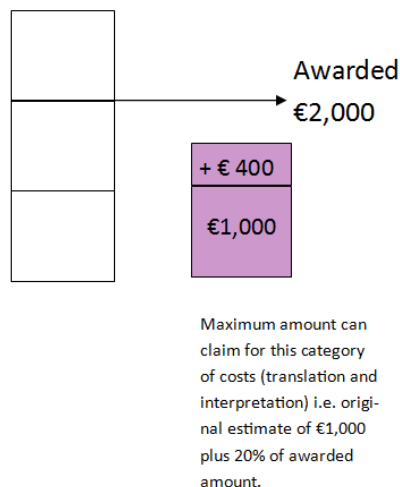 Awarded
€2,000
+ € 400
€1,000
Maximum amount can
claim for this category
of costs (translation and
interpretation) i.e. origi-
nal estimate of €1,000
plus 20% of awarded
amount.